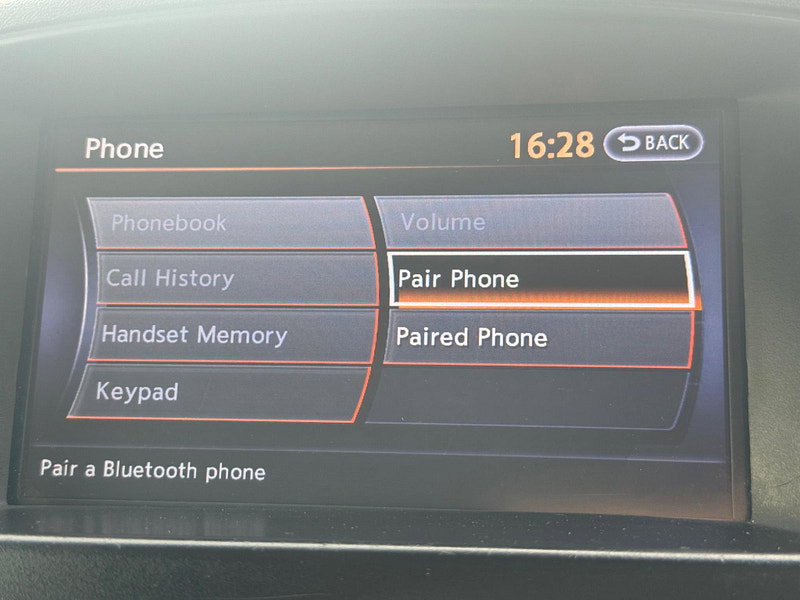 Phone
16:28
BACK
Phonebook
Volume
Call History
Pair Phone
Handset Memory
Paired Phone
Keypad
Pair a Bluetooth phone